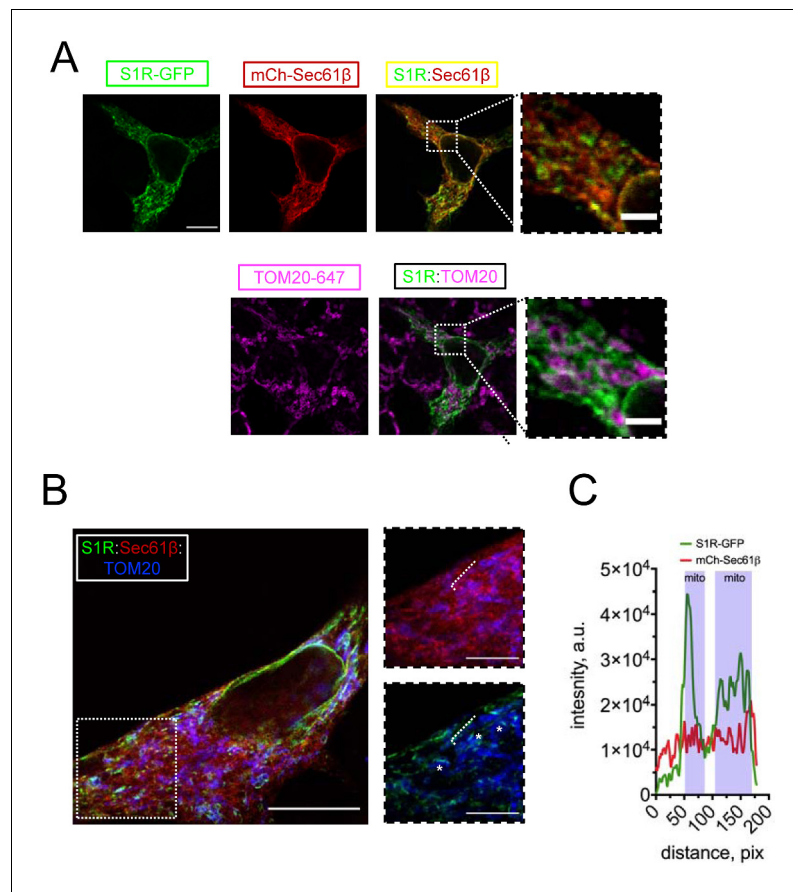 A
S1R-GFP
mCh-Sec61β
S1R:Sec61β
TOM20-647
S1R:TOM20
B
S1R:Sec61β:
TOM20
*
*
*
C
S1R-GFP
mCh-Sec61β
5×10⁴
4×10⁴
3×10⁴
2×10⁴
1×10⁴
0
mito
mito
intesnity, a.u.
0
50
100
150
200
distance, pix